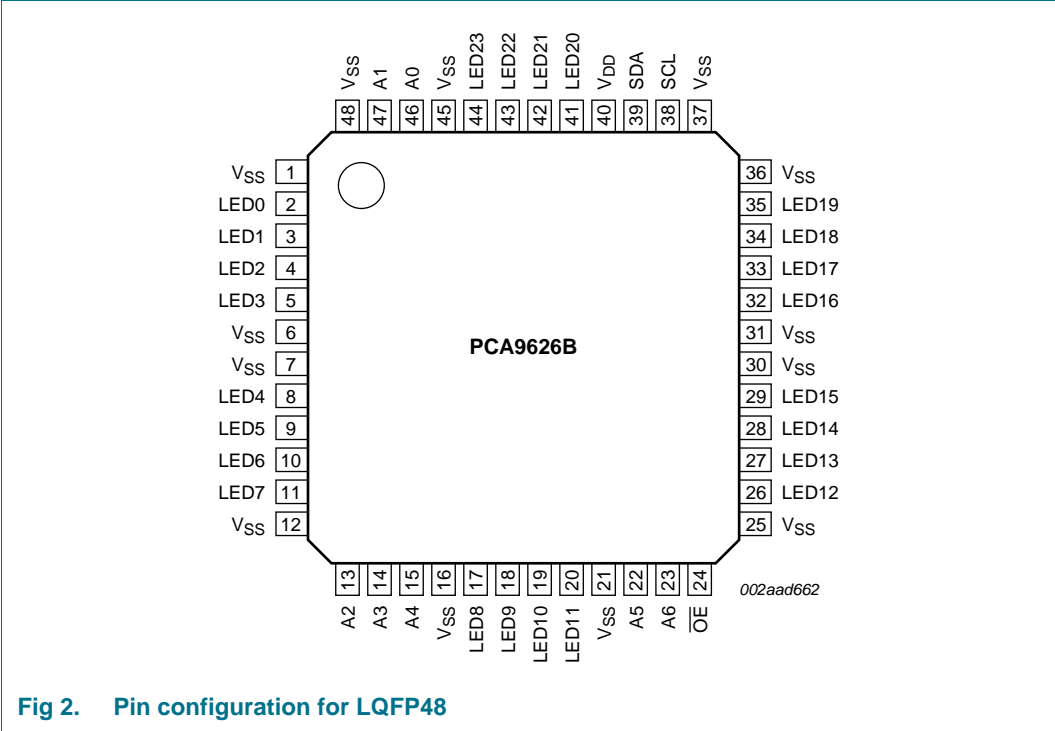 VSS A1 A0 VSS LED23 LED22 LED21 LED20 VDD SDA SCL VSS
48 47 46 45 44 43 42 41 40 39 38 37
VSS 1
LED0 2
LED1 3
LED2 4
LED3 5
VSS 6
VSS 7
LED4 8
LED5 9
LED6 10
LED7 11
VSS 12
PCA9626B
36 VSS
35 LED19
34 LED18
33 LED17
32 LED16
31 VSS
30 VSS
29 LED15
28 LED14
27 LED13
26 LED12
25 VSS
13 14 15 16 17 18 19 20 21 22 23 24
A2 A3 A4 VSS LED8 LED9 LED10 LED11 VSS A5 A6 OE
002aad662
Fig 2. Pin configuration for LQFP48